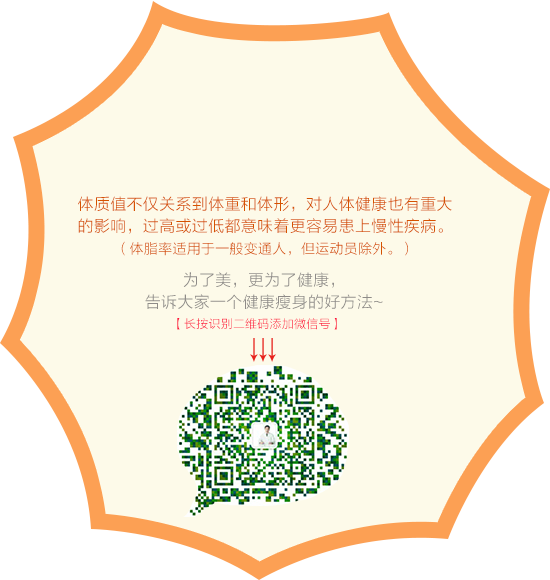 体质值不仅关系到体重和体形，对人体健康也有重大
的影响，过高或过低都意味着更容易患上慢性疾病。
（体脂率适用于一般变通人，但运动员除外。）
为了美，更为了健康，
告诉大家一个健康瘦身的好方法~
【长按识别二维码添加微信号】